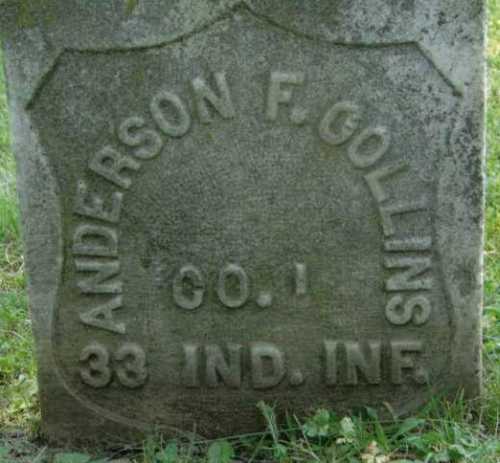 ANDERSON F. COLLINS
CO. I
33 IND. INF.